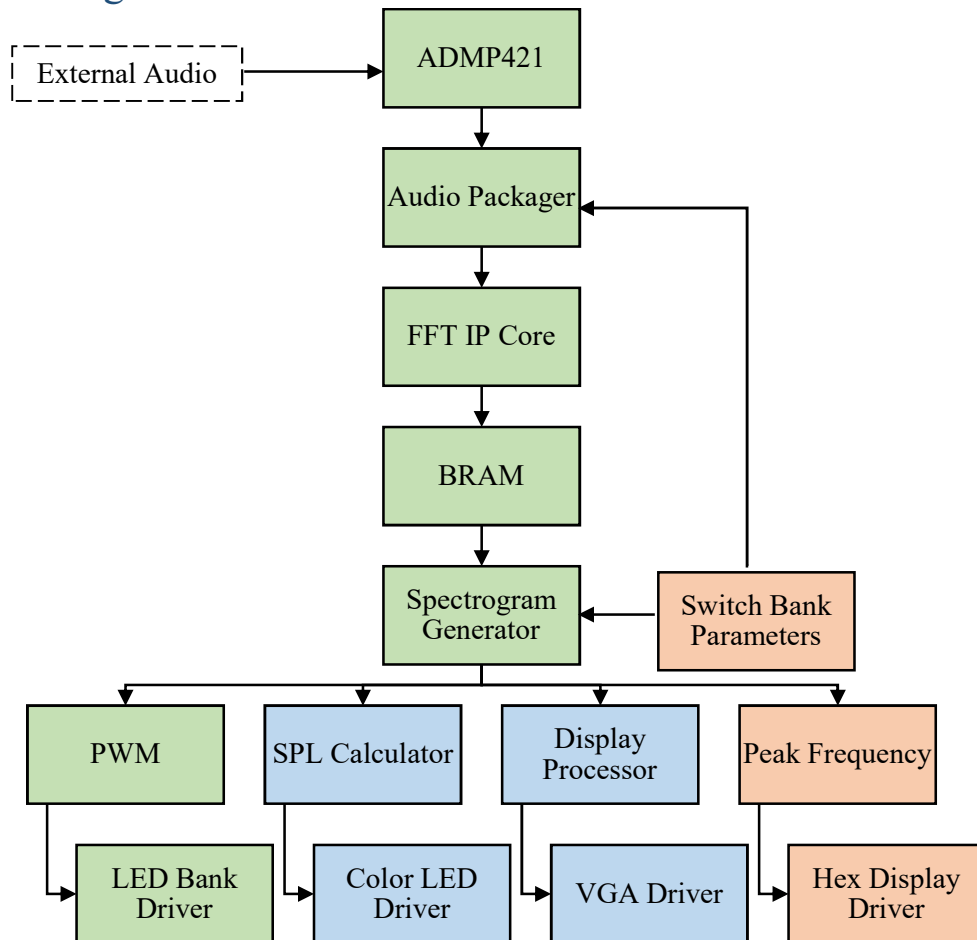 ADMP421
External Audio
Audio Packager
FFT IP Core
BRAM
Spectrogram
Generator
Switch Bank
Parameters
PWM
SPL Calculator
Display
Processor
Peak Frequency
LED Bank
Driver
Color LED
Driver
VGA Driver
Hex Display
Driver